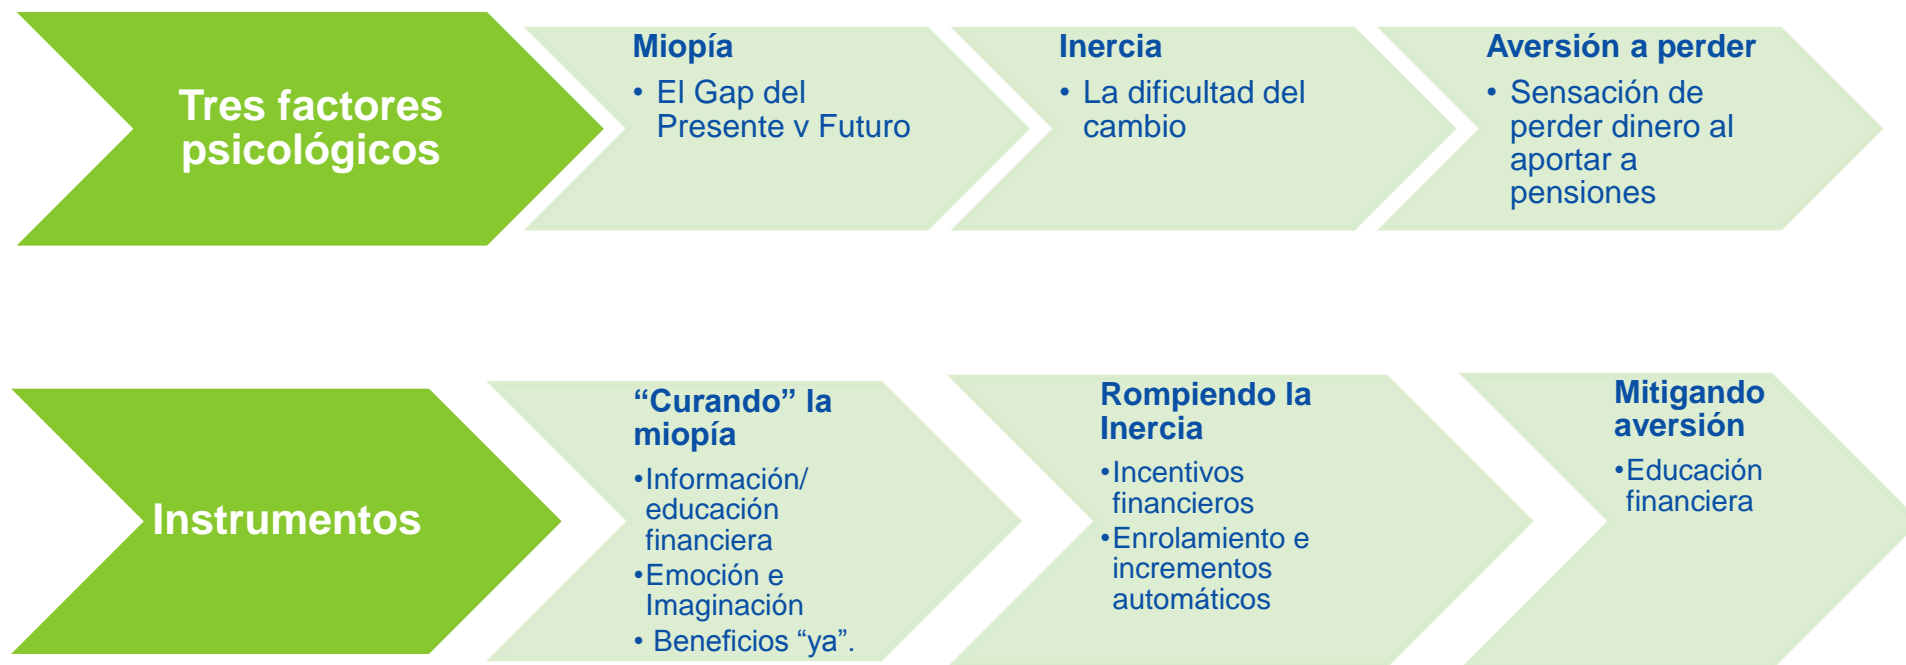 Tres factores
psicológicos
Miopía
• El Gap del
Presente v Futuro
Inercia
• La dificultad del
cambio
Aversión a perder
• Sensación de
perder dinero al
aportar a
pensiones
Instrumentos
“Curando” la
miopía
•Información/
educación
financiera
•Emoción e
Imaginación
• Beneficios “ya”.
Rompiendo la
Inercia
•Incentivos
financieros
•Enrolamiento e
incrementos
automáticos
Mitigando
aversión
•Educación
financiera